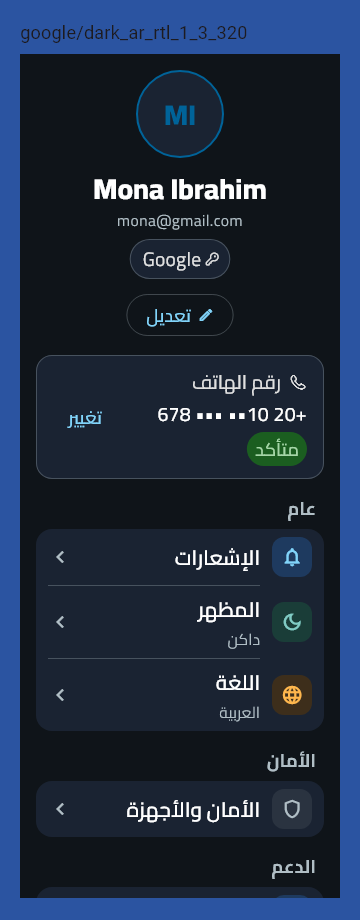 google/dark_ar_rtl_1_3_320
MI
Mona Ibrahim
mona@gmail.com
Google
تعديل
رقم الهاتف
678 ▪▪▪ ▪▪10 20+
تغيير
متأكد
عام
الإشعارات
المظهر
داكن
اللغة
العربية
الأمان
الأمان والأجهزة
الدعم